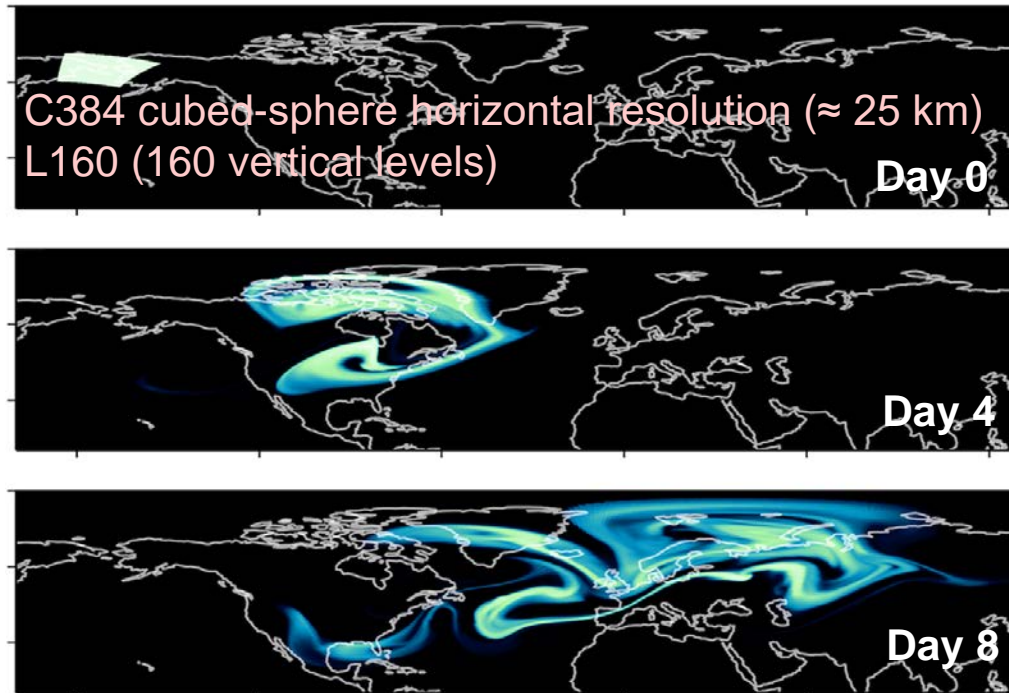 C384 cubed-sphere horizontal resolution (≈ 25 km)
L160 (160 vertical levels)
Day 0
Day 4
Day 8